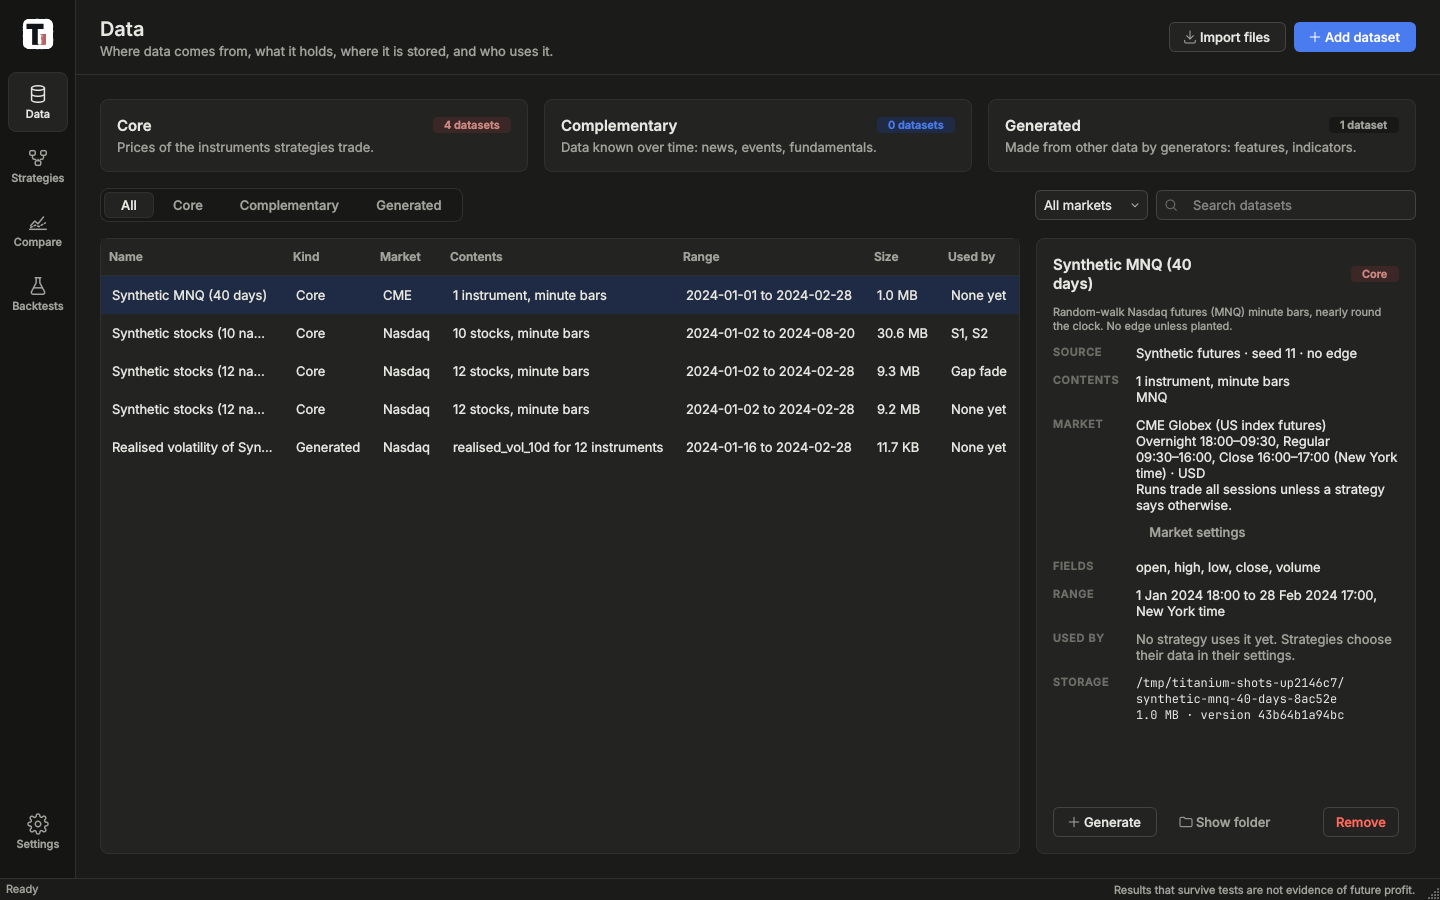 Ti
Data
Where data comes from, what it holds, where it is stored, and who uses it.
Import files
+ Add dataset
Data
Strategies
Compare
Backtests
Settings
Core
4 datasets
Prices of the instruments strategies trade.
Complementary
0 datasets
Data known over time: news, events, fundamentals.
Generated
1 dataset
Made from other data by generators: features, indicators.
All
Core
Complementary
Generated
All markets
Search datasets
Name Kind Market Contents Range Size Used by
Synthetic MNQ (40 days) Core CME 1 instrument, minute bars 2024-01-01 to 2024-02-28 1.0 MB None yet
Synthetic stocks (10 na... Core Nasdaq 10 stocks, minute bars 2024-01-02 to 2024-08-20 30.6 MB S1, S2
Synthetic stocks (12 na... Core Nasdaq 12 stocks, minute bars 2024-01-02 to 2024-02-28 9.3 MB Gap fade
Synthetic stocks (12 na... Core Nasdaq 12 stocks, minute bars 2024-01-02 to 2024-02-28 9.2 MB None yet
Realised volatility of Syn... Generated Nasdaq realised_vol_10d for 12 instruments 2024-01-16 to 2024-02-28 11.7 KB None yet
Synthetic MNQ (40
days)
Core
Random-walk Nasdaq futures (MNQ) minute bars, nearly round
the clock. No edge unless planted.
SOURCE Synthetic futures · seed 11 · no edge
CONTENTS 1 instrument, minute bars
MNQ
MARKET CME Globex (US index futures)
Overnight 18:00–09:30, Regular
09:30–16:00, Close 16:00–17:00 (New York
time) · USD
Runs trade all sessions unless a strategy
says otherwise.
Market settings
FIELDS open, high, low, close, volume
RANGE 1 Jan 2024 18:00 to 28 Feb 2024 17:00,
New York time
USED BY No strategy uses it yet. Strategies choose
their data in their settings.
STORAGE /tmp/titanium-shots-up2146c7/
synthetic-mnq-40-days-8ac52e
1.0 MB · version 43b64b1a94bc
+ Generate
Show folder
Remove
Ready
Results that survive tests are not evidence of future profit.